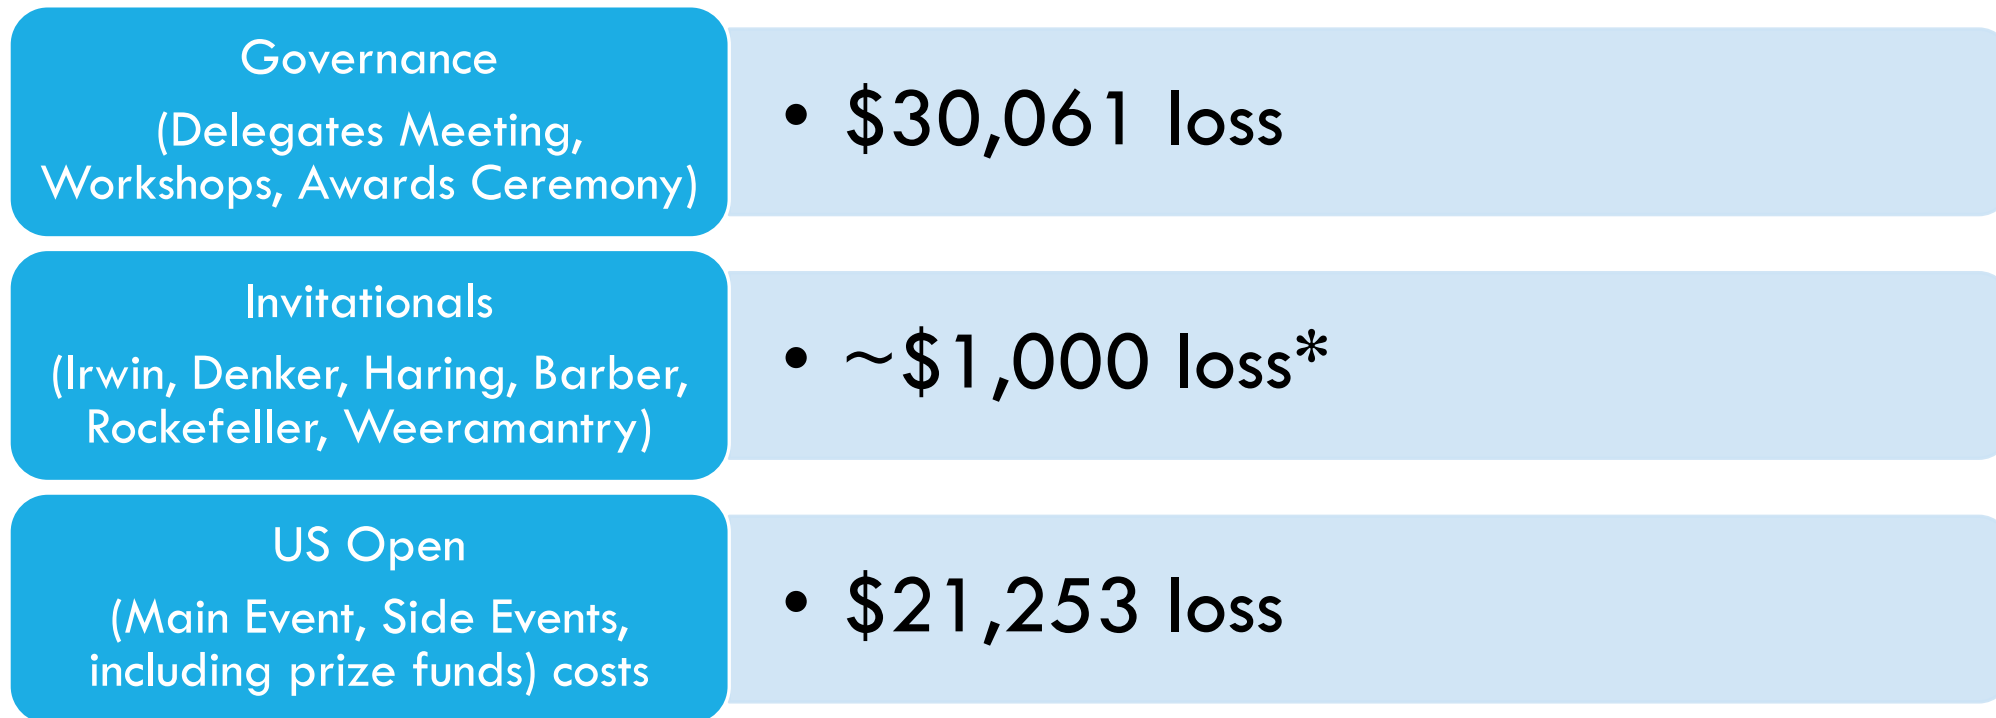 Governance
(Delegates Meeting,
Workshops, Awards Ceremony)
• $30,061 loss
Invitationals
(Irwin, Denker, Haring, Barber,
Rockefeller, Weeramantry)
• ~$1,000 loss*
US Open
(Main Event, Side Events,
including prize funds) costs
• $21,253 loss